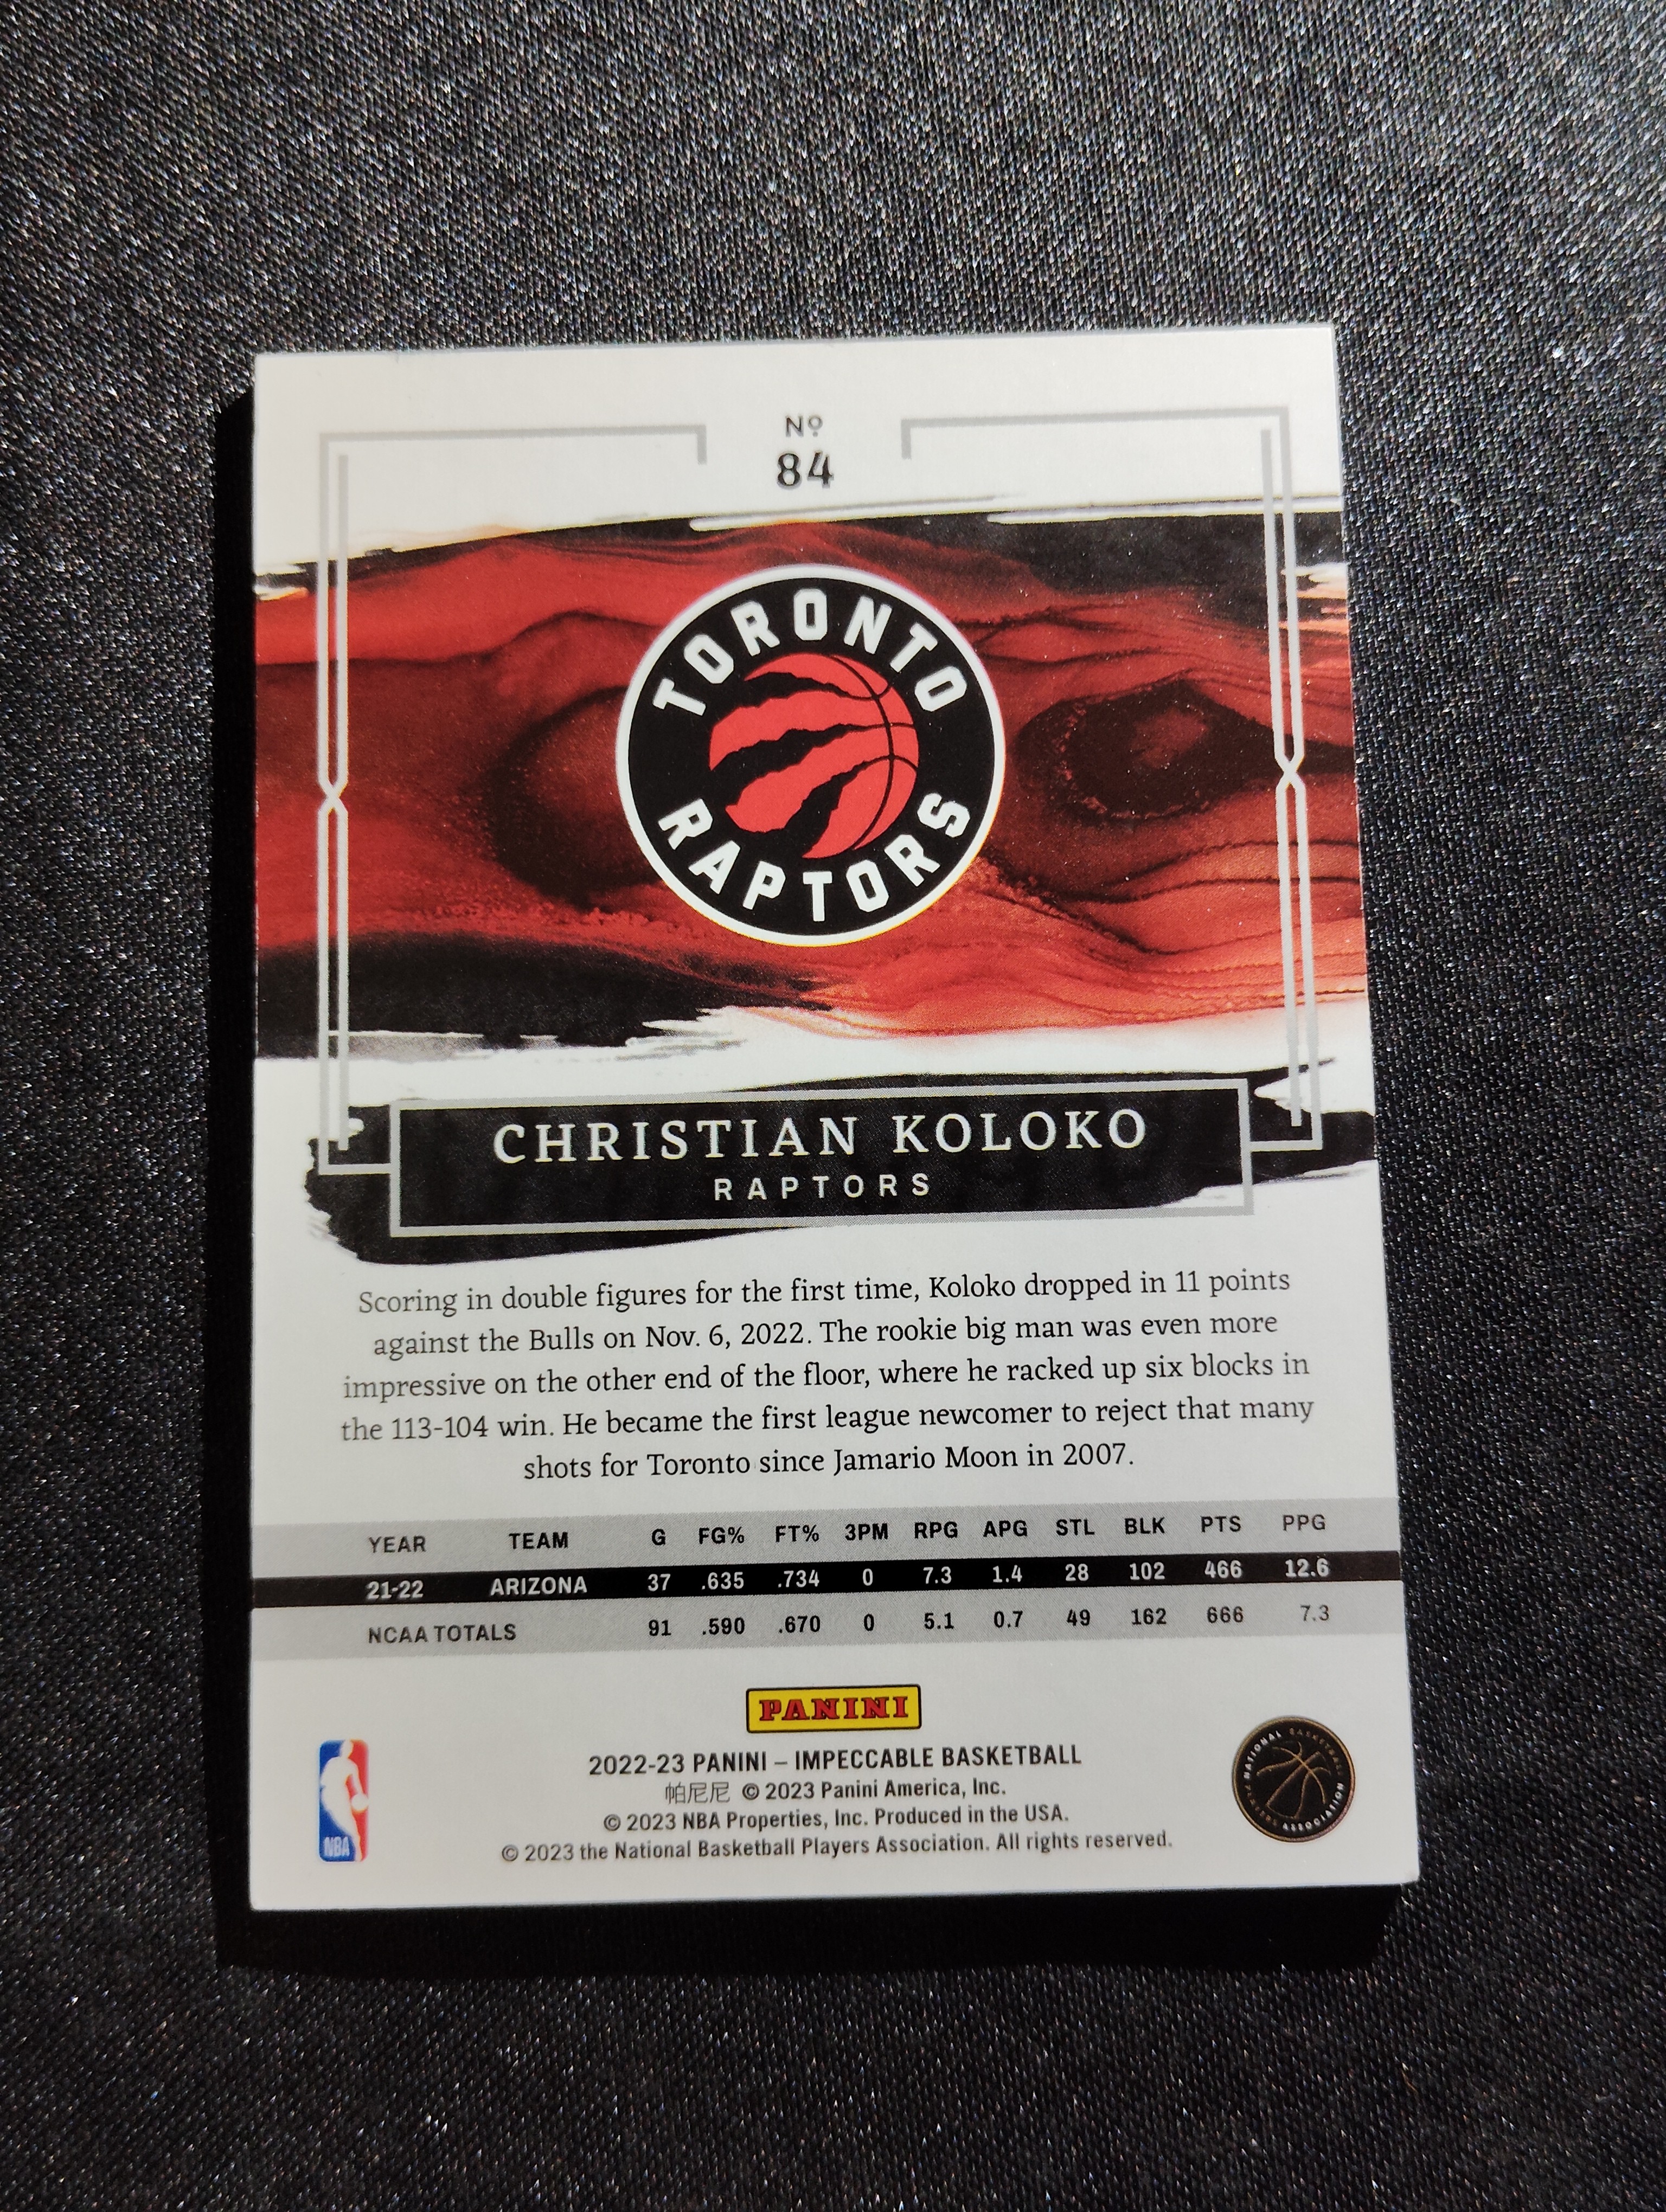 Nº
84
TORONTO
RAPTORS
CHRISTIAN KOLOKO
RAPTORS
Scoring in double figures for the first time, Koloko dropped in 11 points
against the Bulls on Nov. 6, 2022. The rookie big man was even more
impressive on the other end of the floor, where he racked up six blocks in
the 113-104 win. He became the first league newcomer to reject that many
shots for Toronto since Jamario Moon in 2007.
YEAR TEAM G FG% FT% 3PM RPG APG STL BLK PTS PPG
21-22 ARIZONA 37 .635 .734 0 7.3 1.4 28 102 466 12.6
NCAA TOTALS 91 .590 .670 0 5.1 0.7 49 162 666 7.3
PANINI
2022-23 PANINI – IMPECCABLE BASKETBALL
帕尼尼 © 2023 Panini America, Inc.
© 2023 NBA Properties, Inc. Produced in the USA.
© 2023 the National Basketball Players Association. All rights reserved.
NBA
NATIONAL BASKETBALL
PLAYERS ASSOCIATION